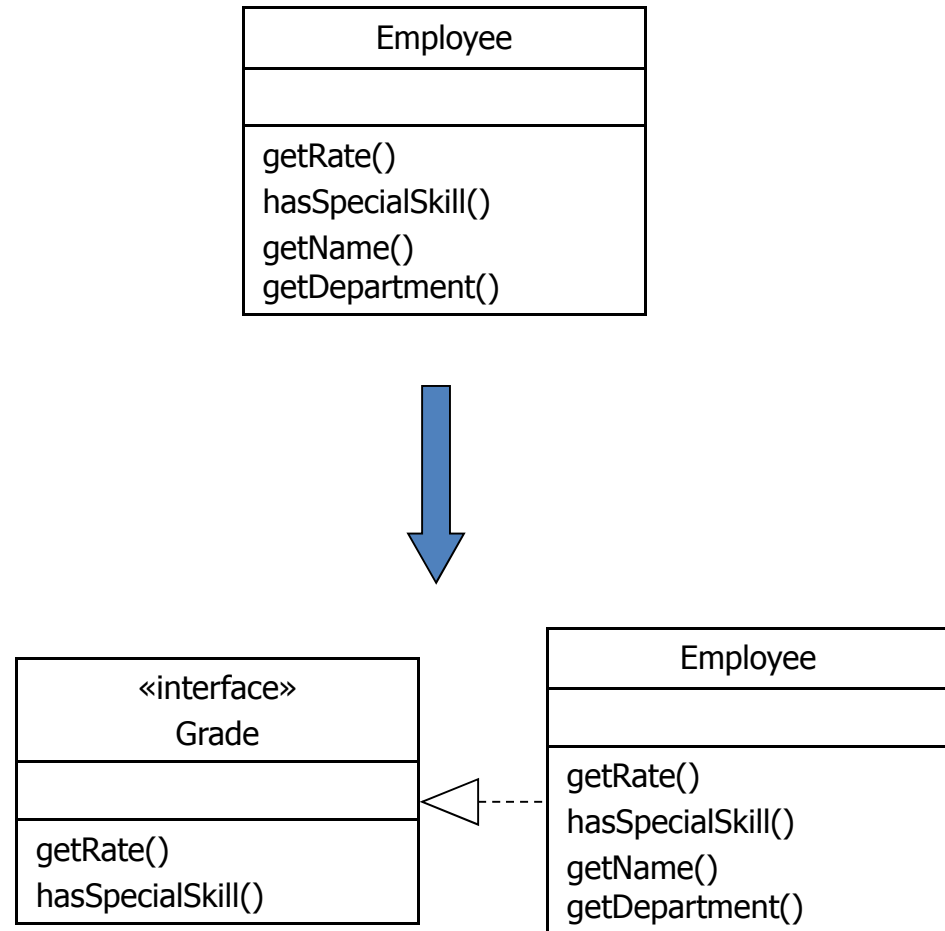 Employee
getRate()
hasSpecialSkill()
getName()
getDepartment()
«interface»
Grade
getRate()
hasSpecialSkill()
Employee
getRate()
hasSpecialSkill()
getName()
getDepartment()